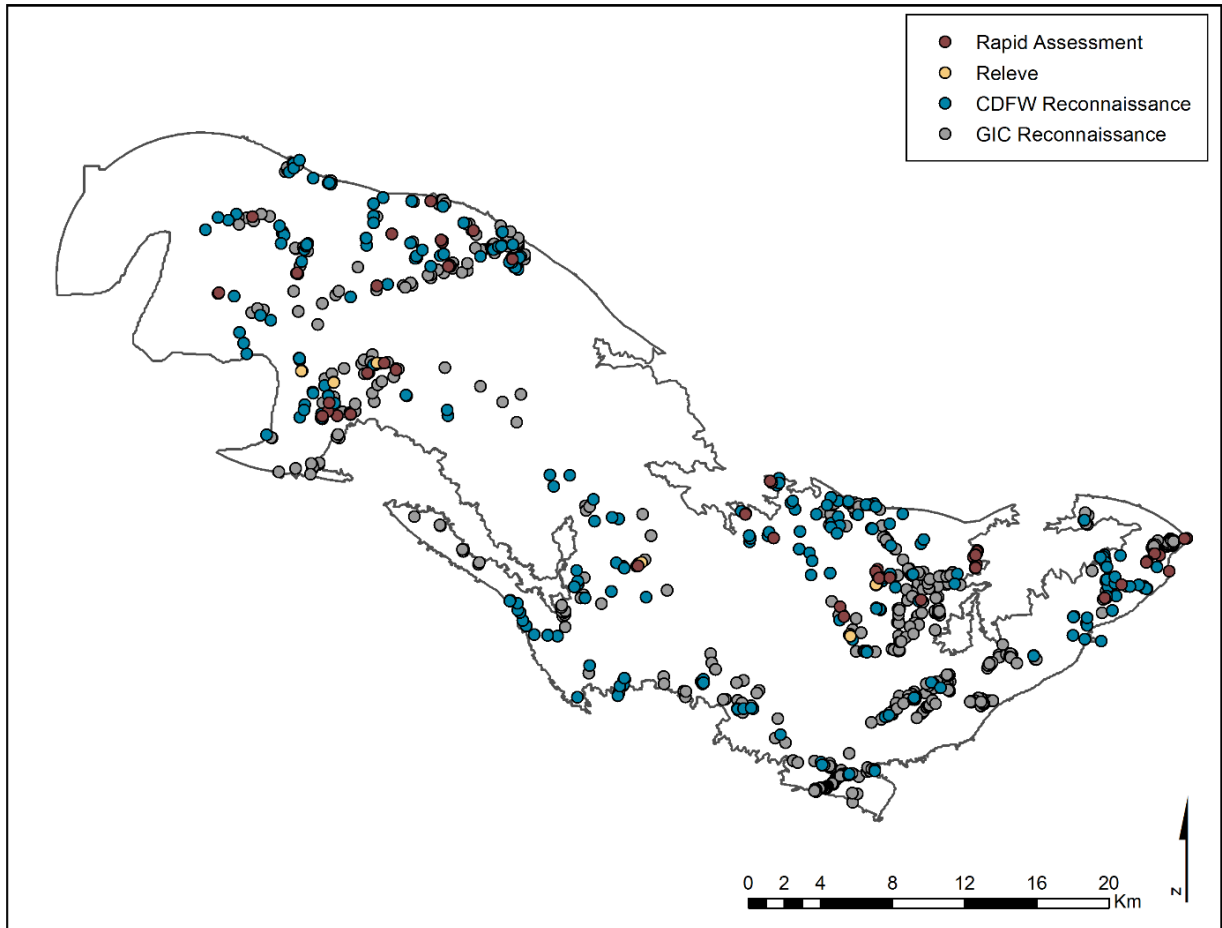 Rapid Assessment
Releve
CDFW Reconnaissance
GIC Reconnaissance
0 2 4 8 12 16 20
Km
N